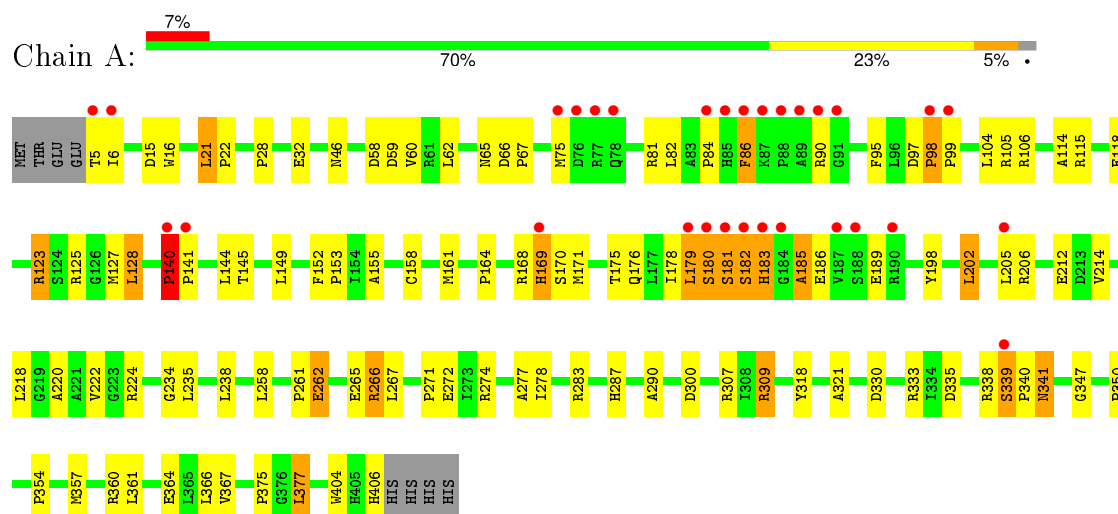 7%
Chain A:
70% 23% 5% •
MET THR GLU GLU T5 I6 D15 W16 L21 P22 P28 E32 N46 D58 D59 V60 R61 L62 N65 D66 P67 M75 D76 R77 Q78 R81 L82 A83 P84 H85 F86 K87 P88 A89 R90 G91 F95 L96 D97 P98 P99 L104 R105 R106 A114 R115
R123 S124 R125 G126 M127 L128 P140 P141 L144 T145 L149 F152 P153 I154 A155 C158 M161 P164 R168 H169 S170 M171 T175 Q176 L177 I178 L179 S180 S181 S182 H183 G184 A185 E186 V187 S188 E189 R190 Y198 L202 L205 R206 E212 D213 V214
L218 G219 A220 A221 V222 G223 R224 G234 L235 L238 L258 P261 E262 E265 R266 L267 P271 E272 I273 R274 A277 I278 R283 H287 A290 D300 R307 I308 R309 Y318 A321 D330 R333 I334 D335 R338 S339 P340 N341 G347
P354 M357 R360 L361 E364 L365 L366 V367 P375 G376 L377 W404 H405 H406 HIS HIS HIS HIS